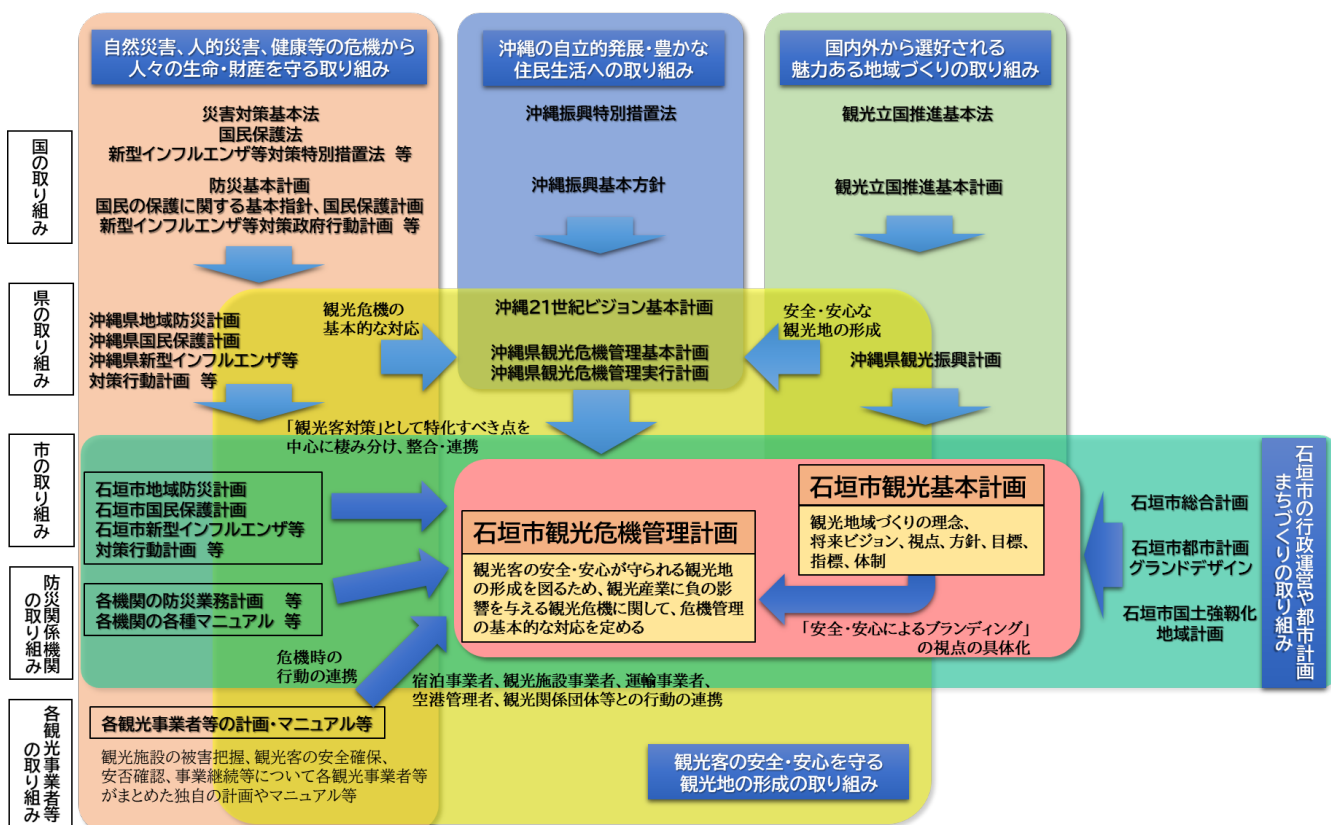 自然災害、人的災害、健康等の危機から
人々の生命・財産を守る取り組み
沖縄の自立的発展・豊かな
住民生活への取り組み
国内外から選好される
魅力ある地域づくりの取り組み
国の取り組み
災害対策基本法
国民保護法
新型インフルエンザ等対策特別措置法 等
防災基本計画
国民の保護に関する基本指針、国民保護計画
新型インフルエンザ等対策政府行動計画 等
沖縄振興特別措置法
沖縄振興基本方針
観光立国推進基本法
観光立国推進基本計画
県の取り組み
沖縄県地域防災計画
沖縄県国民保護計画
沖縄県新型インフルエンザ等
対策行動計画 等
観光危機の
基本的な対応
沖縄21世紀ビジョン基本計画
沖縄県観光危機管理基本計画
沖縄県観光危機管理実行計画
安全・安心な
観光地の形成
沖縄県観光振興計画
「観光客対策」として特化すべき点を
中心に棲み分け、整合・連携
市の取り組み
石垣市地域防災計画
石垣市国民保護計画
石垣市新型インフルエンザ等
対策行動計画 等
石垣市観光危機管理計画
観光客の安全・安心が守られる観光地
の形成を図るため、観光産業に負の影
響を与える観光危機に関して、危機管理
の基本的な対応を定める
石垣市観光基本計画
観光地域づくりの理念、
将来ビジョン、視点、方針、目標、
指標、体制
「安全・安心によるブランディング」
の視点の具体化
石垣市総合計画
石垣市都市計画
グランドデザイン
石垣市国土強靱化
地域計画
石垣市の行政運営や都市計画
まちづくりの取り組み
防災関係機関
の取り組み
各機関の防災業務計画 等
各機関の各種マニュアル 等
危機時の
行動の連携
宿泊事業者、観光施設事業者、運輸事業者、
空港管理者、観光関係団体等との行動の連携
各観光事業者等
の取り組み
各観光事業者等の計画・マニュアル等
観光施設の被害把握、観光客の安全確保、
安否確認、事業継続等について各観光事業者等
がまとめた独自の計画やマニュアル等
観光客の安全・安心を守る
観光地の形成の取り組み